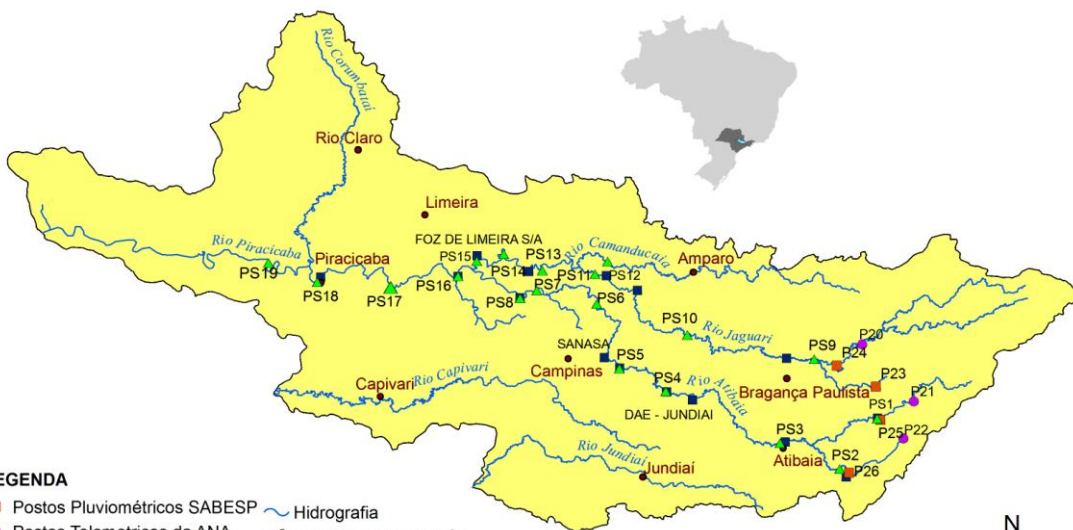 Rio Corumbataí
Rio Claro
Limeira
FOZ DE LIMEIRA S/A
Rio Camanducaia
Rio Piracicaba
Piracicaba
PS15
PS13
Amparo
PS19
PS14
PS11
PS12
PS18
PS17
PS16
PS7
PS8
PS6
PS10
Rio Jaguari
P20
SANASA
PS9
P24
Campinas
PS5
P23
Capivari
Rio Capivari
PS4
Rio Atibaia
Bragança Paulista
PS1
P21
DAE - JUNDIAI
P25
P22
PS3
Rio Jundiaí
Atibaia
PS2
Jundiaí
P26
EGENDA
Postos Pluviométricos SABESP
Hidrografia
N